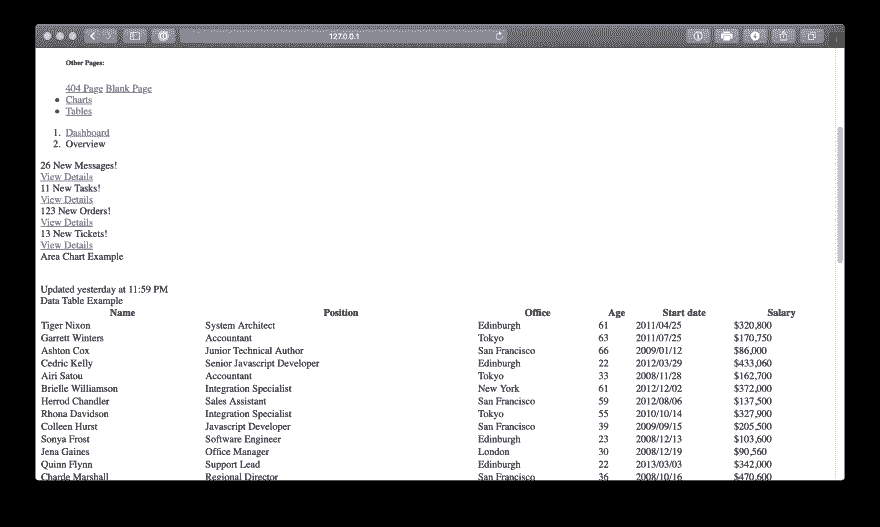 127.0.0.1
Other Pages:
404 Page Blank Page
Charts
Tables
1. Dashboard
2. Overview
26 New Messages!
View Details
11 New Tasks!
View Details
123 New Orders!
View Details
13 New Tickets!
View Details
Area Chart Example
Updated yesterday at 11:59 PM
Data Table Example
Name Position Office Age Start date Salary
Tiger Nixon System Architect Edinburgh 61 2011/04/25 $320,800
Garrett Winters Accountant Tokyo 63 2011/07/25 $170,750
Ashton Cox Junior Technical Author San Francisco 66 2009/01/12 $86,000
Cedric Kelly Senior Javascript Developer Edinburgh 22 2012/03/29 $433,060
Airi Satou Accountant Tokyo 33 2008/11/28 $162,700
Brielle Williamson Integration Specialist New York 61 2012/12/02 $372,000
Herrod Chandler Sales Assistant San Francisco 59 2012/08/06 $137,500
Rhona Davidson Integration Specialist Tokyo 55 2010/10/14 $327,900
Colleen Hurst Javascript Developer San Francisco 39 2009/09/15 $205,500
Sonya Frost Software Engineer Edinburgh 23 2008/12/13 $103,600
Jena Gaines Office Manager London 30 2008/12/19 $90,560
Quinn Flynn Support Lead Edinburgh 22 2013/03/03 $342,000
Charde Marshall Regional Director San Francisco 36 2008/10/16 $470,600